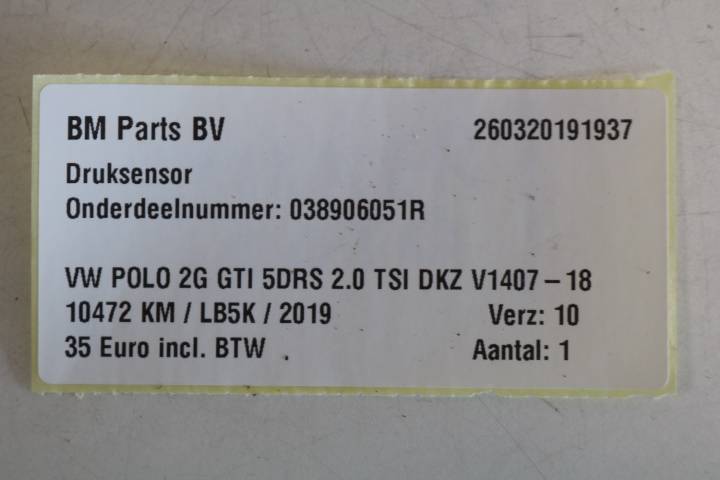 BM Parts BV 260320191937
Druksensor
Onderdeelnummer: 038906051R
VW POLO 2G GTI 5DRS 2.0 TSI DKZ V1407 – 18
10472 KM / LB5K / 2019 Verz: 10
35 Euro incl. BTW . Aantal: 1